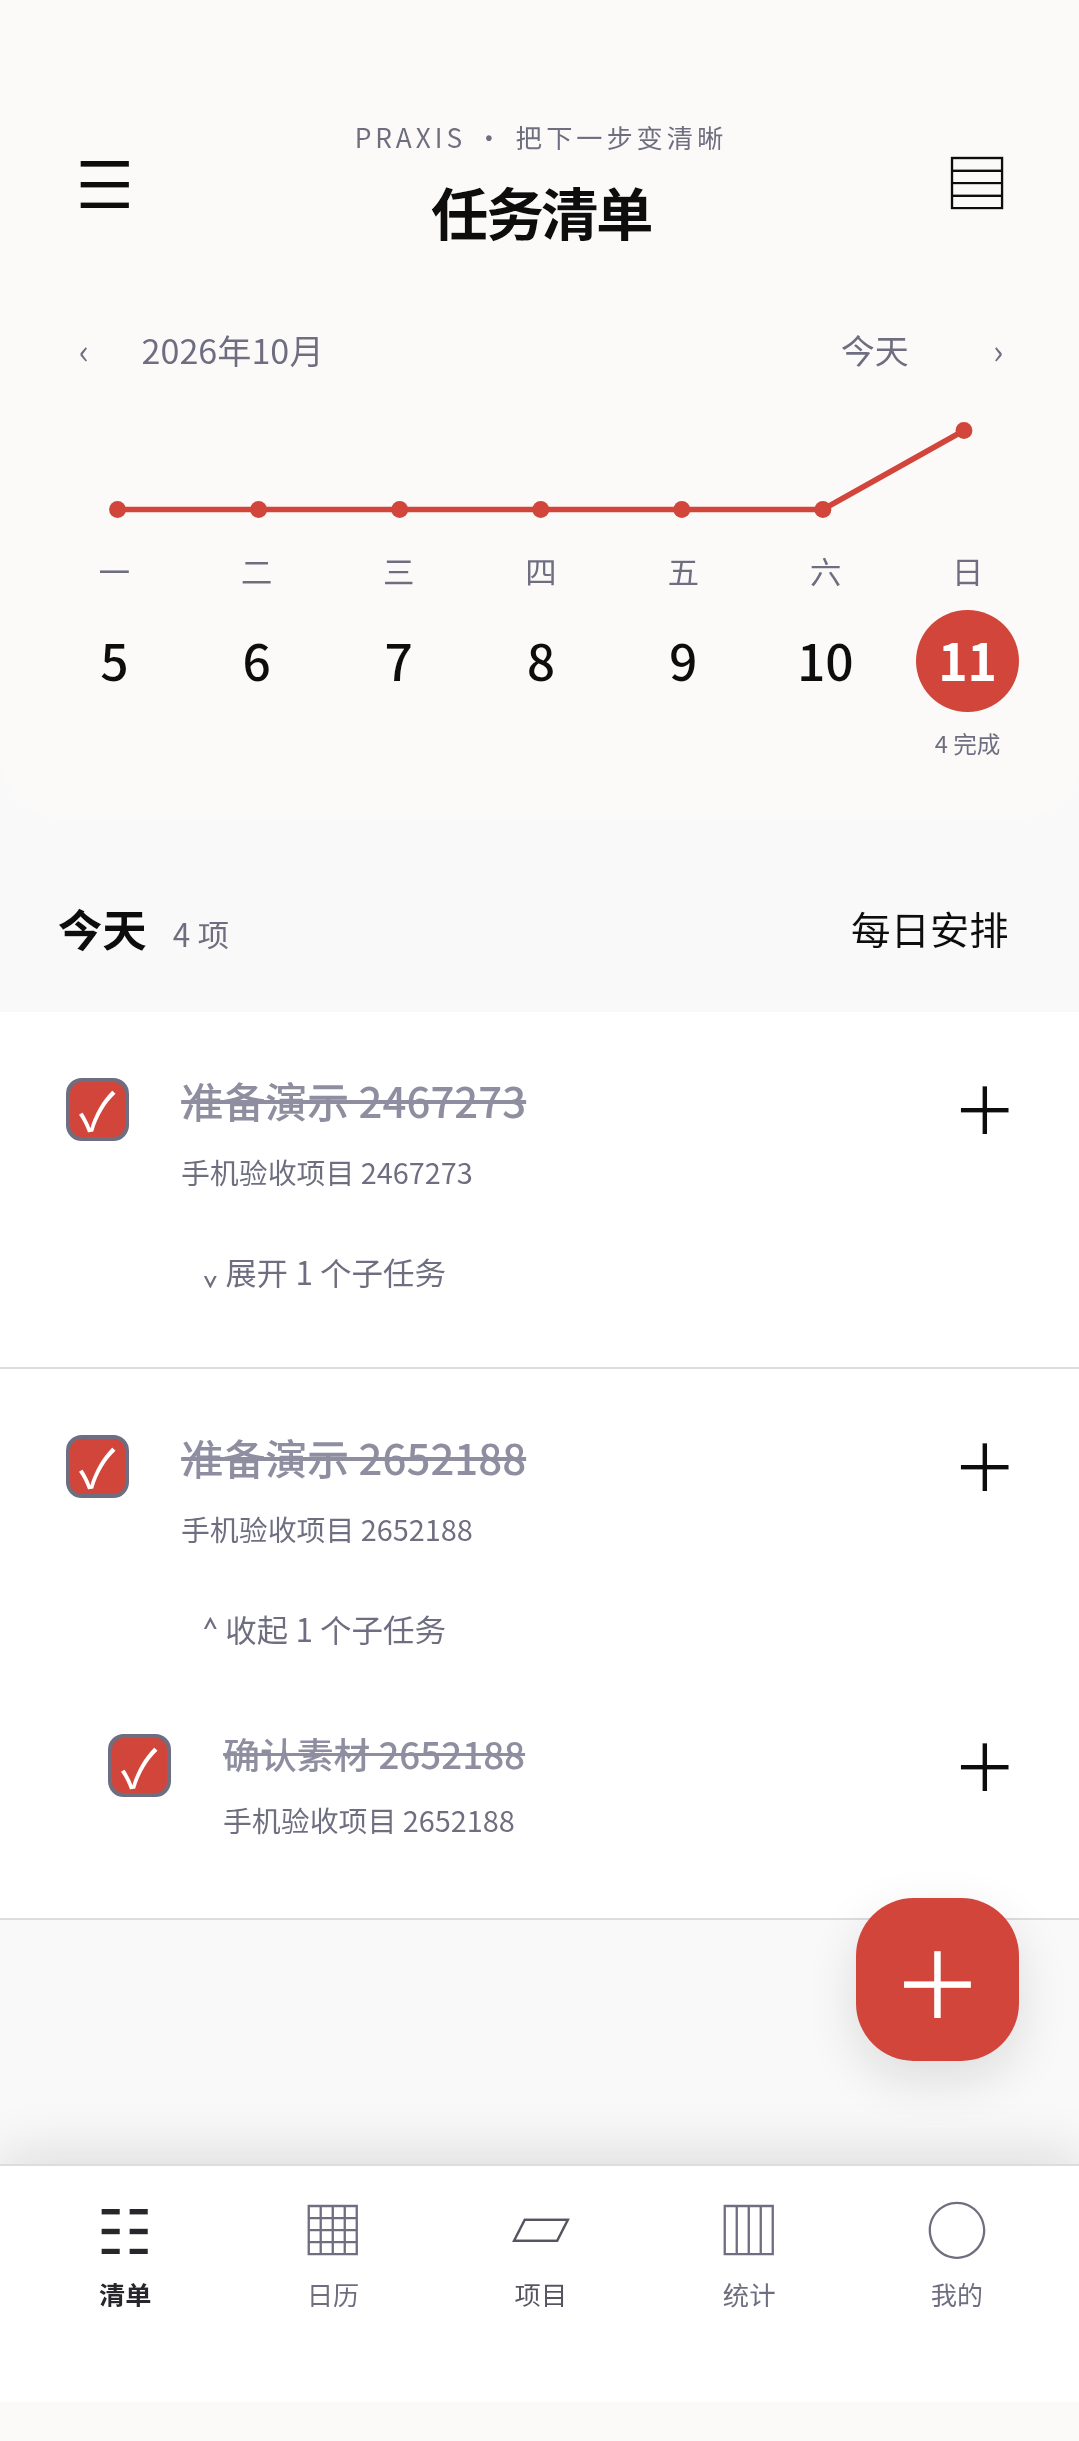 PRAXIS · 把下一步变清晰
任务清单
‹ 2026年10月 今天 ›
一 二 三 四 五 六 日
5 6 7 8 9 10 11
4 完成
今天 4 项 每日安排
准备演示 2467273
手机验收项目 2467273
˅ 展开 1 个子任务
准备演示 2652188
手机验收项目 2652188
^ 收起 1 个子任务
确认素材 2652188
手机验收项目 2652188
清单 日历 项目 统计 我的